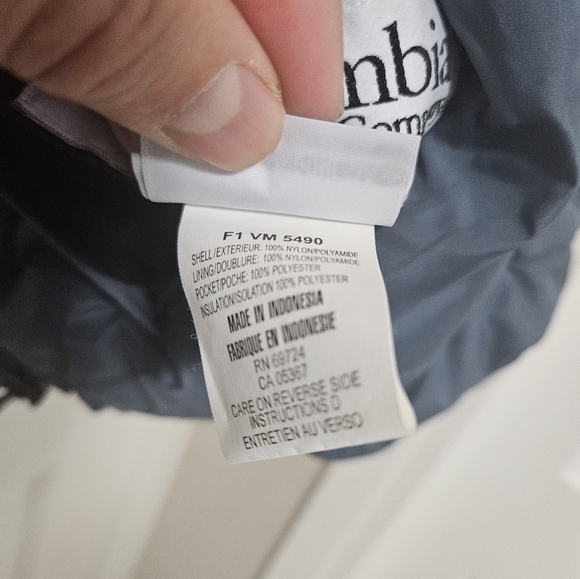 mbia
Compa
F1 VM 5490
SHELL/EXTERIEUR: 100% NYLON/POLYAMIDE
LINING/DOUBLURE: 100% NYLON/POLYAMIDE
POCKET/POCHE: 100% POLYESTER
INSULATION/ISOLATION 100% POLYESTER
MADE IN INDONESIA
FABRIQUE EN INDONESIE
RN 69724
CA 05367
CARE ON REVERSE SIDE
INSTRUCTIONS D
ENTRETIEN AU VERSO